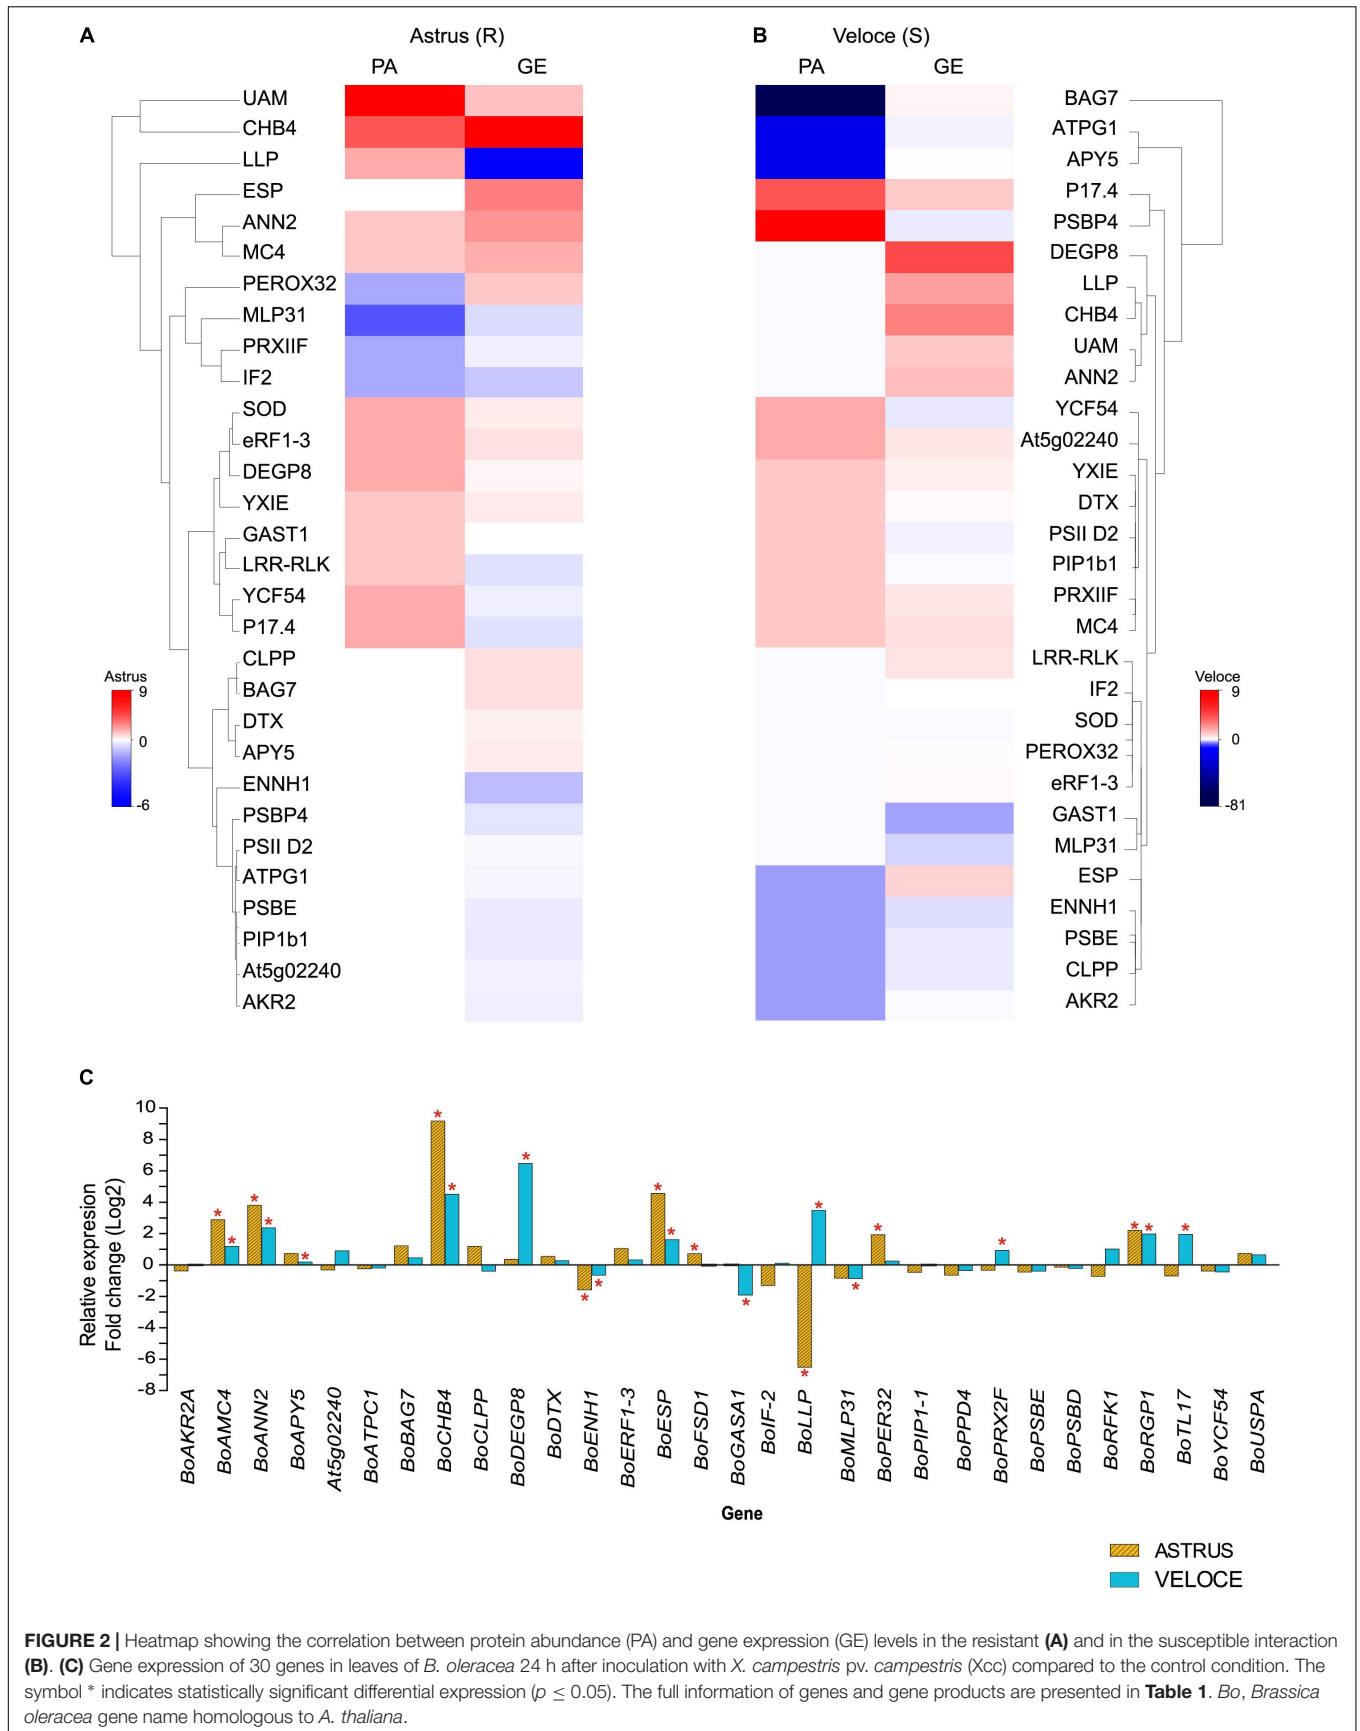 A
Astrus (R)
PA
GE
UAM
CHB4
LLP
ESP
ANN2
MC4
PEROX32
MLP31
PRXIIF
IF2
SOD
eRF1-3
DEGP8
YXIE
GAST1
LRR-RLK
YCF54
P17.4
CLPP
BAG7
DTX
APY5
ENNH1
PSBP4
PSII D2
ATPG1
PSBE
PIP1b1
At5g02240
AKR2
Astrus
9
0
-6
B
Veloce (S)
PA
GE
BAG7
ATPG1
APY5
P17.4
PSBP4
DEGP8
LLP
CHB4
UAM
ANN2
YCF54
At5g02240
YXIE
DTX
PSII D2
PIP1b1
PRXIIF
MC4
LRR-RLK
IF2
SOD
PEROX32
eRF1-3
GAST1
MLP31
ESP
ENNH1
PSBE
CLPP
AKR2
Veloce
9
0
-81
C
Relative experission
Fold change (Log2)
10
8
6
4
2
0
-2
-4
-6
-8
BoAKR2A
BoAMC4
BoANN2
BoAPY5
At5g02240
BoATPC1
BoBAG7
BoCHB4
BoCLPP
BoDEGP8
BoDTX
BoENH1
BoERF1-3
BoESP
BoFSD1
BoGASA1
BoIF-2
BoLLP
BoMLP31
BoPER32
BoPIP1-1
BoPPD4
BoPRX2F
BoPSBE
BoPSBD
BoRFK1
BoRGP1
BoTL17
BoYCF54
BoUSPA
Gene
ASTRUS
VELOCE
FIGURE 2 | Heatmap showing the correlation between protein abundance (PA) and gene expression (GE) levels in the resistant (A) and in the susceptible interaction
(B). (C) Gene expression of 30 genes in leaves of B. oleracea 24 h after inoculation with X. campestris pv. campestris (Xcc) compared to the control condition. The
symbol * indicates statistically significant differential expression (p ≤ 0.05). The full information of genes and gene products are presented in Table 1. Bo, Brassica
oleracea gene name homologous to A. thaliana.